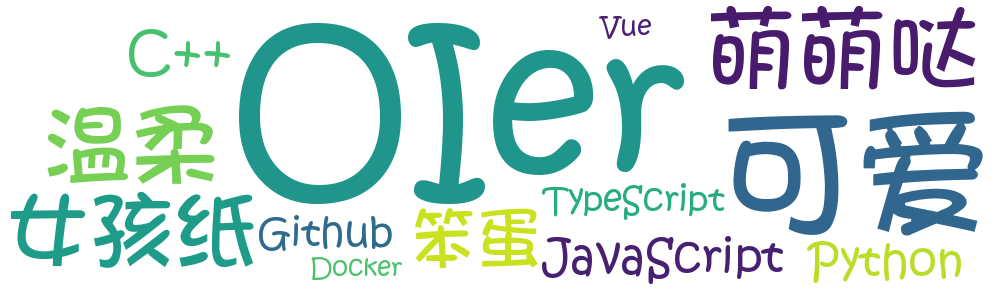 C++
OIer
Vue
萌萌哒
温柔
可爱
女孩纸
Github
笨蛋
TypeScript
JavaScript
Python
Docker